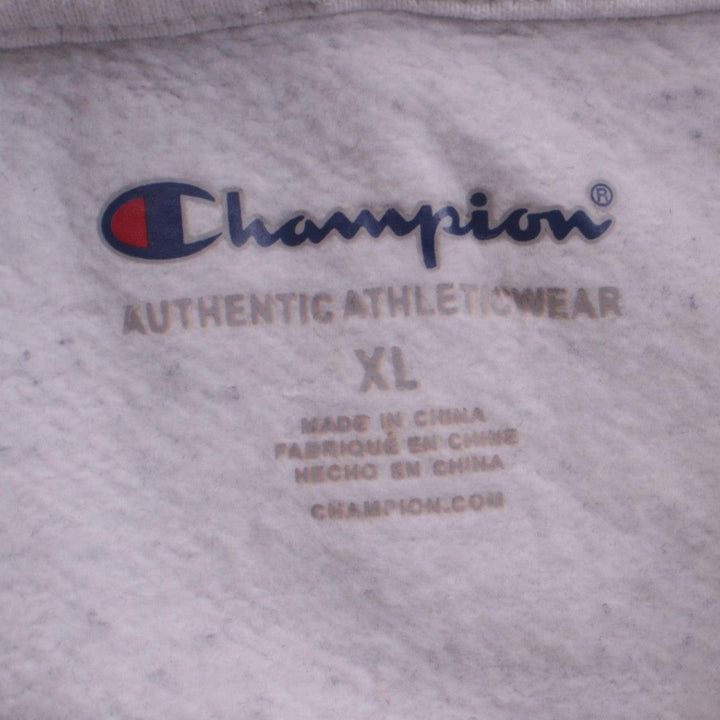 Champion®
AUTHENTIC ATHLETICWEAR
XL
MADE IN CHINA
FABRIQUÉ EN CHINE
HECHO EN CHINA
CHAMPION.COM